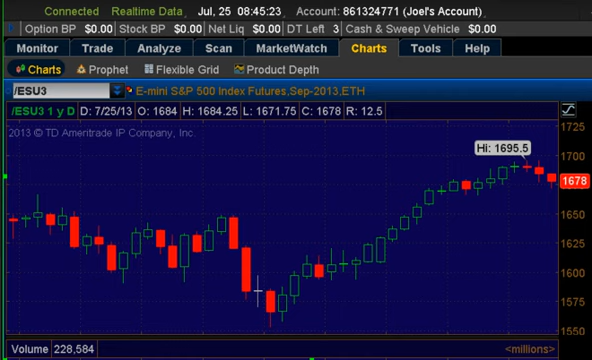 Connected Realtime Data Jul, 25 08:45:23 Account: 861324771 (Joel's Account)
Option BP $0.00 Stock BP $0.00 Net Liq $0.00 DT Left 3 Cash & Sweep Vehicle $0.00
Monitor Trade Analyze Scan MarketWatch Charts Tools Help
Charts Prophet Flexible Grid Product Depth
/ESU3 E-mini S&P 500 Index Futures,Sep-2013,ETH
/ESU3 1 y D D: 7/25/13 O: 1684 H: 1684.25 L: 1671.75 C: 1678 R: 12.5
2013 © TD Ameritrade IP Company, Inc.
1725
Hi: 1695.5
1700
1678
1650
1625
1600
1575
1550
Volume 228,584 <millions>